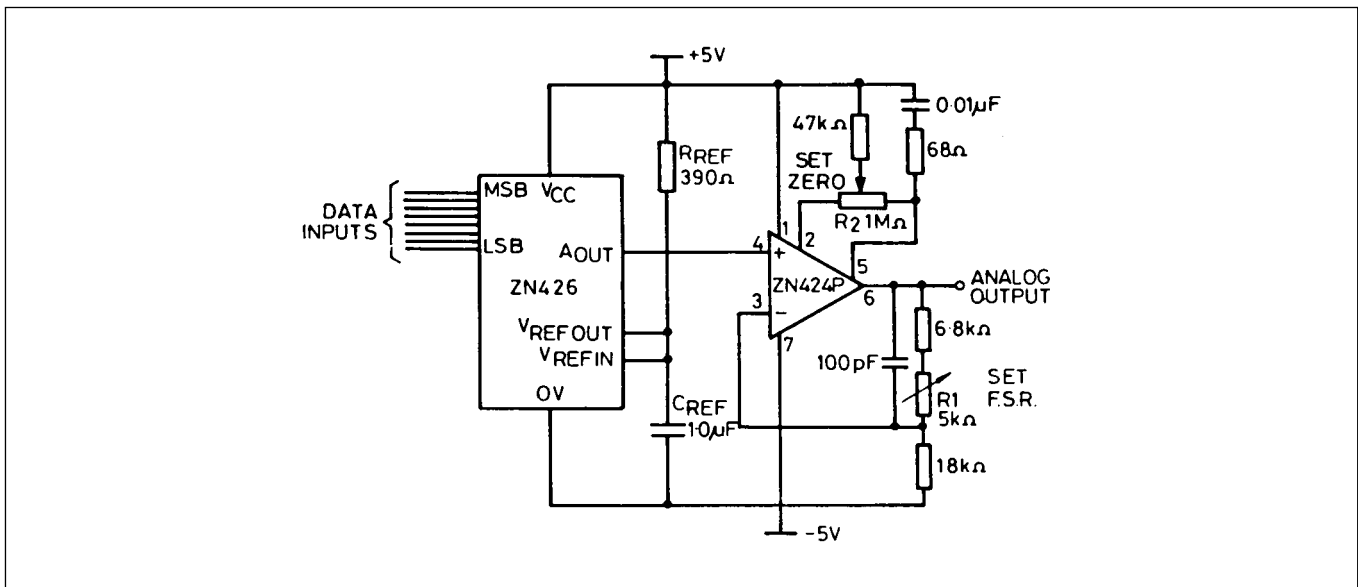 +5V
0·01µF
47kΩ
68Ω
RREF
390Ω
SET
ZERO
R2 1MΩ
MSB
VCC
DATA
INPUTS
LSB
AOUT
ZN426
VREFOUT
VREFIN
0V
CREF
1·0µF
4
+
1
2
5
ZN424P
6
3
-
7
ANALOG
OUTPUT
6·8kΩ
100pF
SET
F.S.R.
R1
5kΩ
18kΩ
-5V